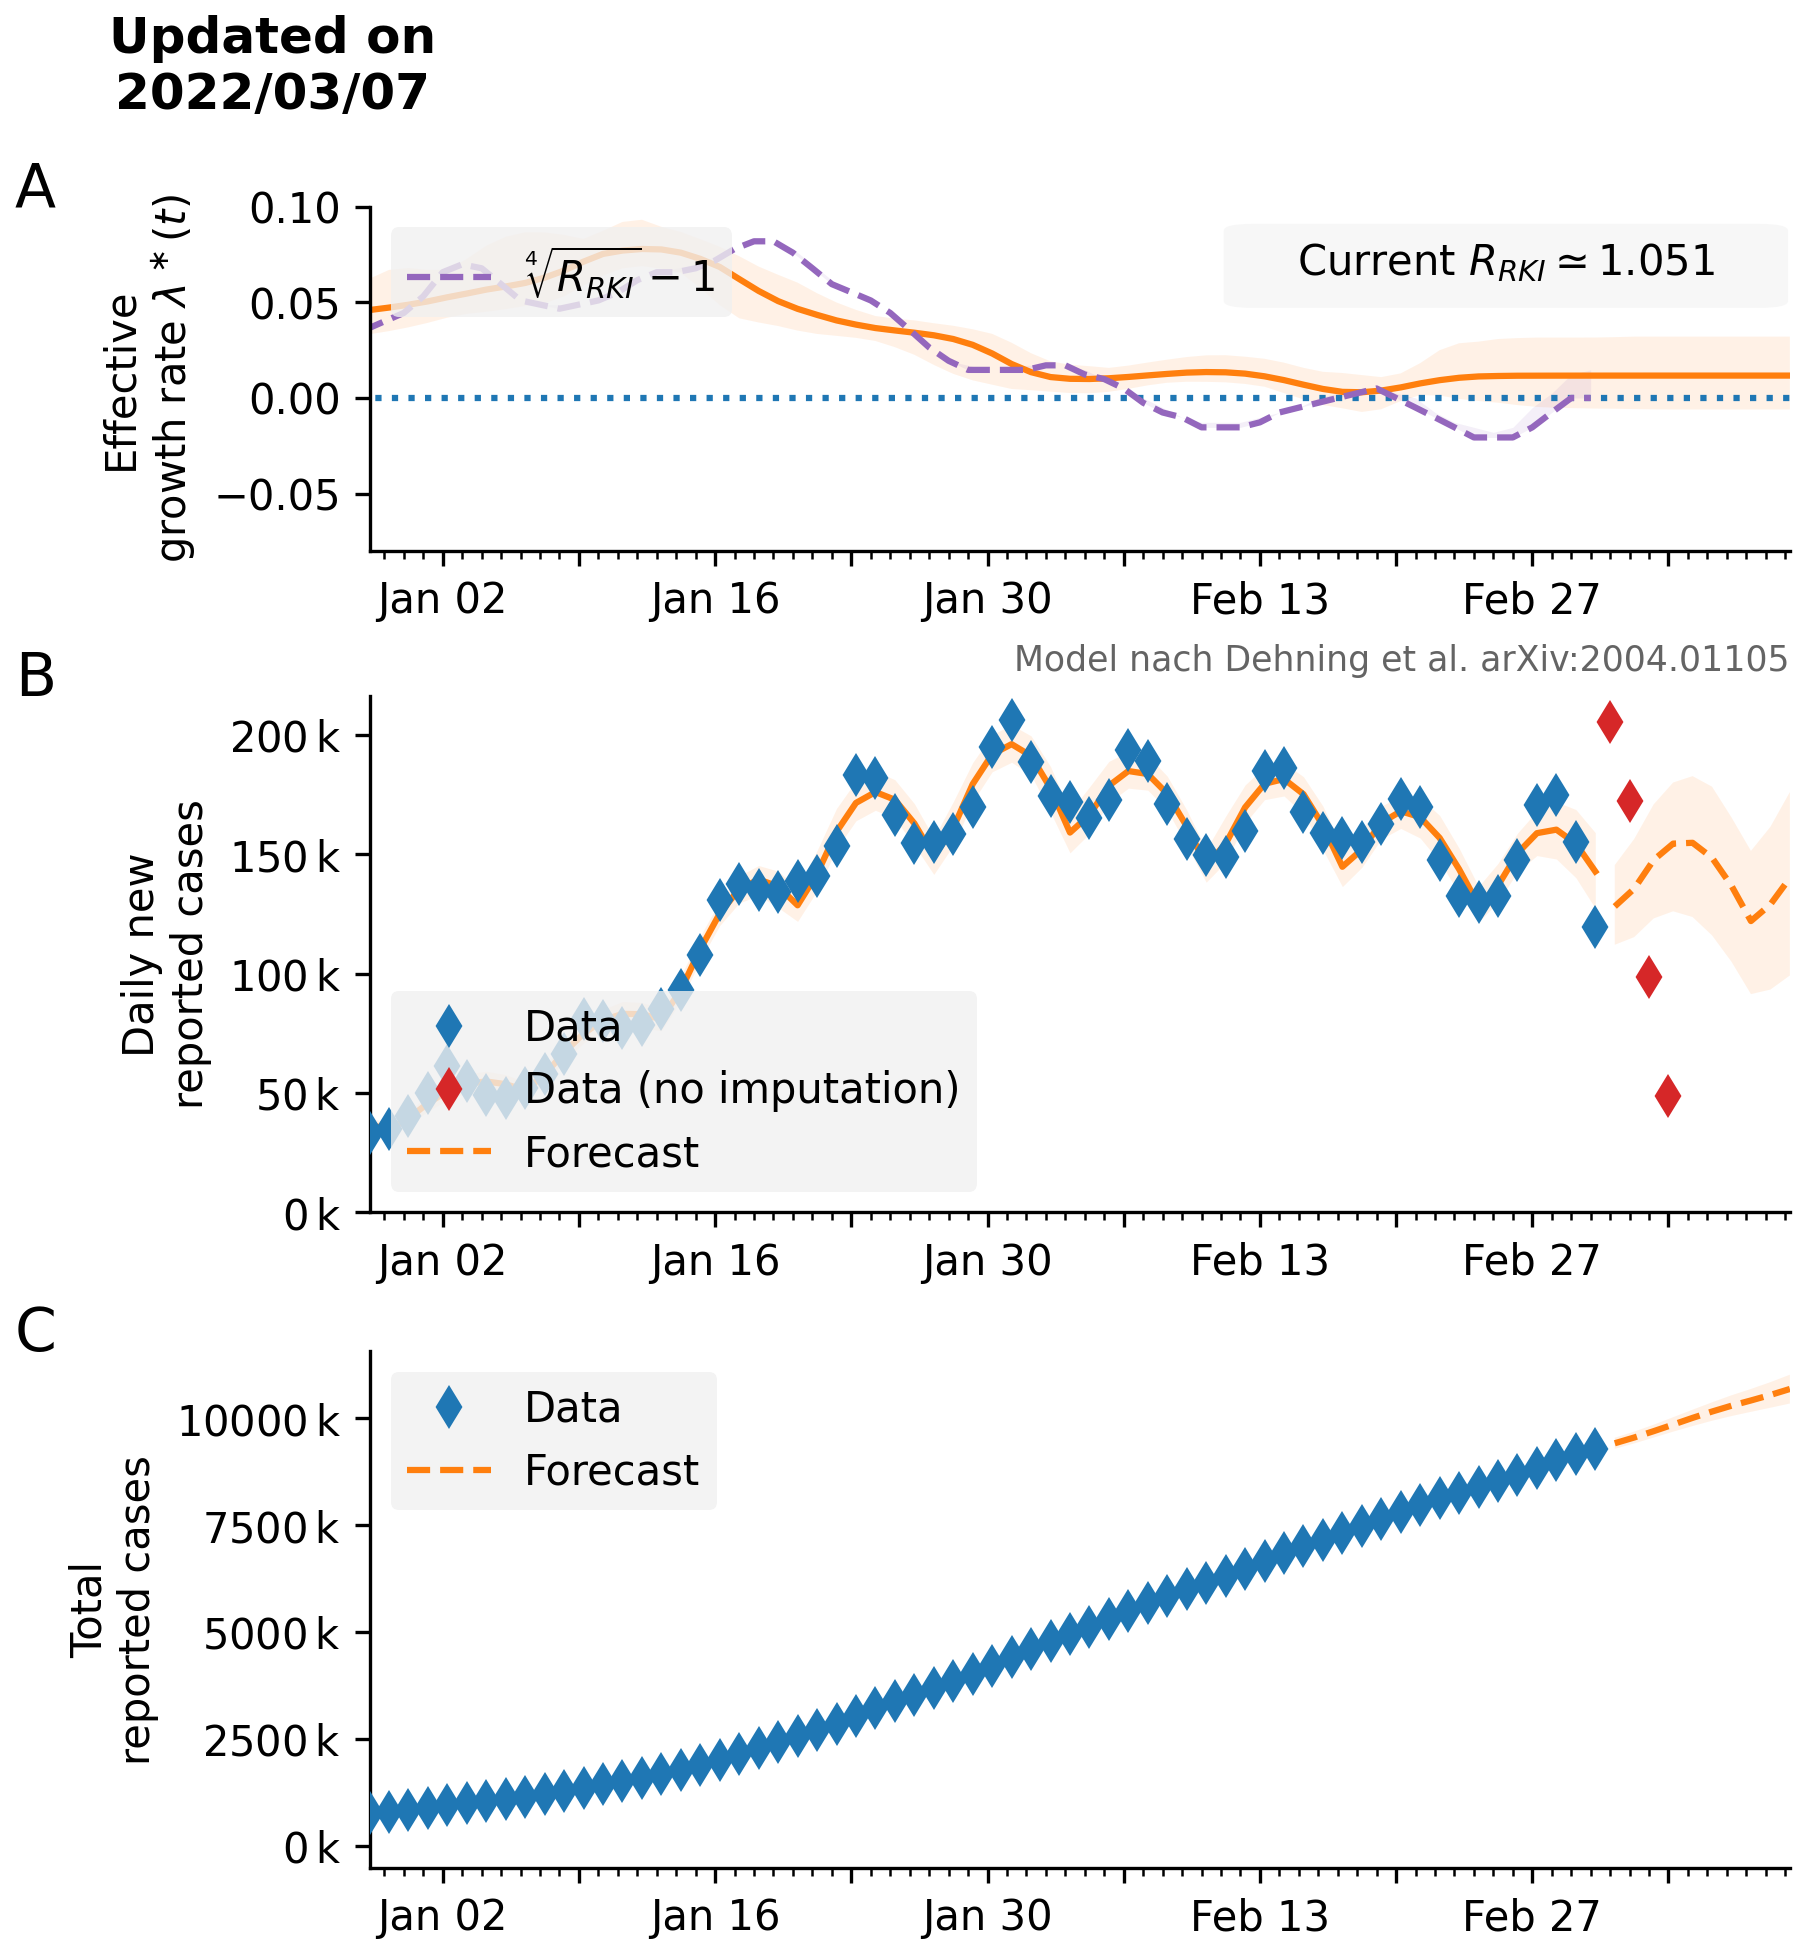 Updated on
2022/03/07
A
Effective
growth rate λ * (t)
0.10
0.05
0.00
−0.05
∜R_RKI − 1
Current R_RKI ≃ 1.051
Jan 02
Jan 16
Jan 30
Feb 13
Feb 27
Model nach Dehning et al. arXiv:2004.01105
B
Daily new
reported cases
200 k
150 k
100 k
50 k
0 k
Data
Data (no imputation)
Forecast
Jan 02
Jan 16
Jan 30
Feb 13
Feb 27
C
Total
reported cases
10000 k
7500 k
5000 k
2500 k
0 k
Data
Forecast
Jan 02
Jan 16
Jan 30
Feb 13
Feb 27